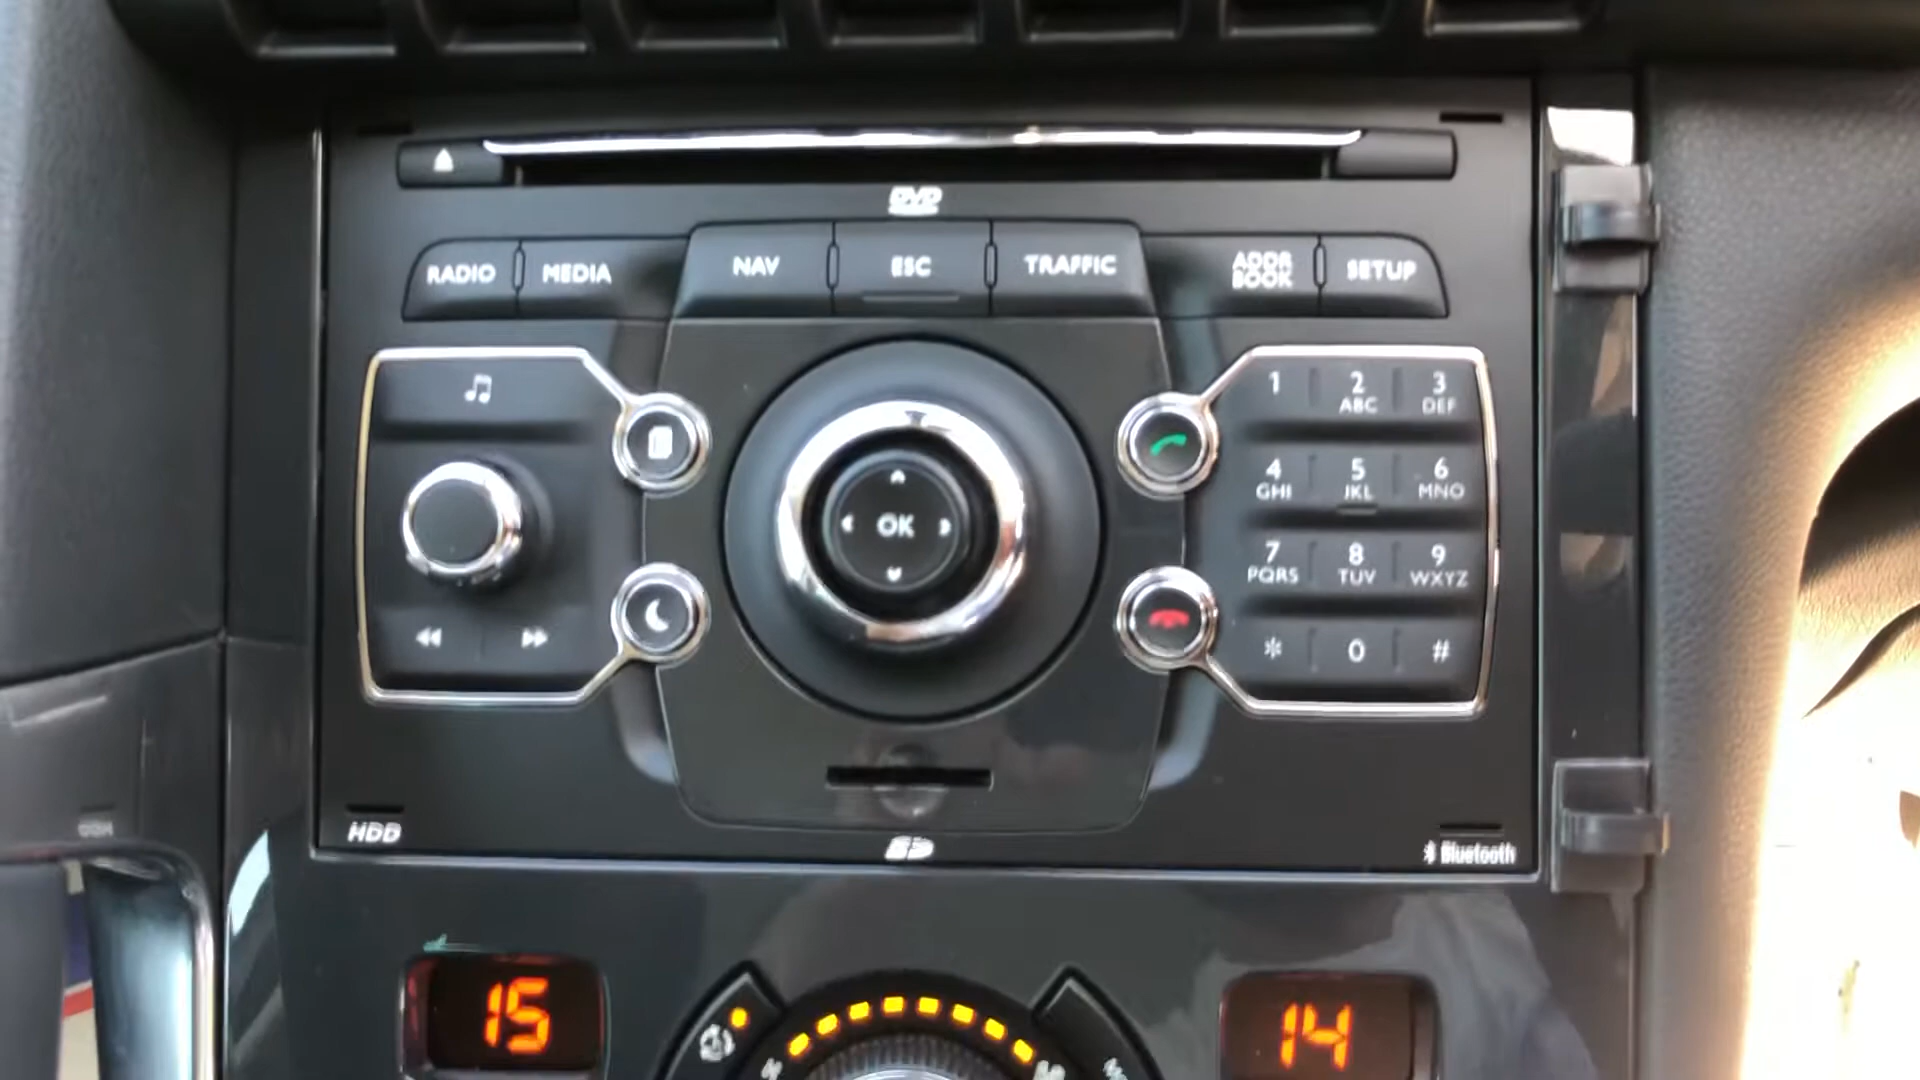 DVD
RADIO MEDIA NAV ESC TRAFFIC ADDR BOOK SETUP
1 2 ABC 3 DEF
OK
4 GHI 5 JKL 6 MNO
7 PQRS 8 TUV 9 WXYZ
* 0 #
HDD SD Bluetooth
15 14